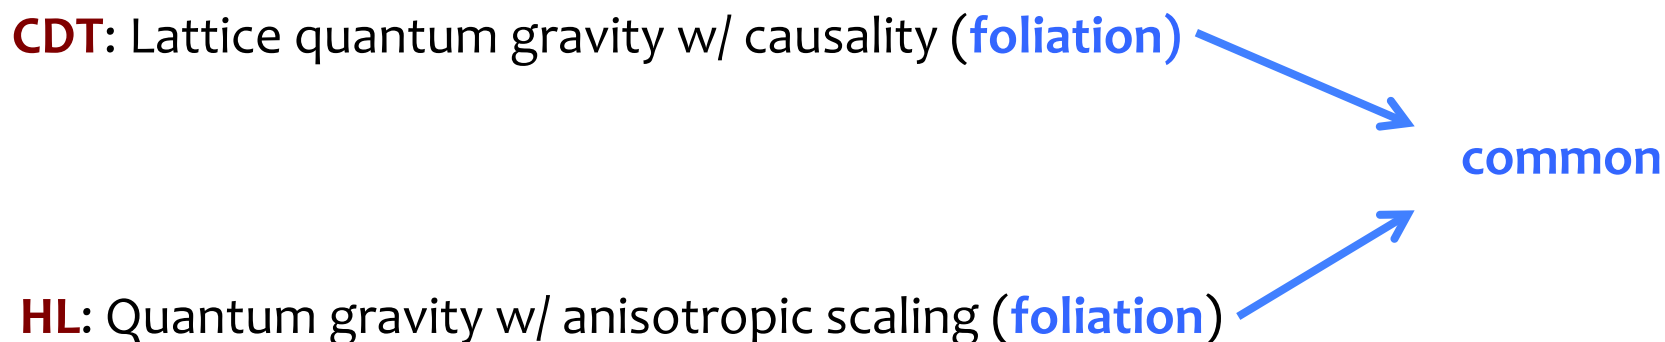 CDT: Lattice quantum gravity w/ causality (foliation)
common
HL: Quantum gravity w/ anisotropic scaling (foliation)